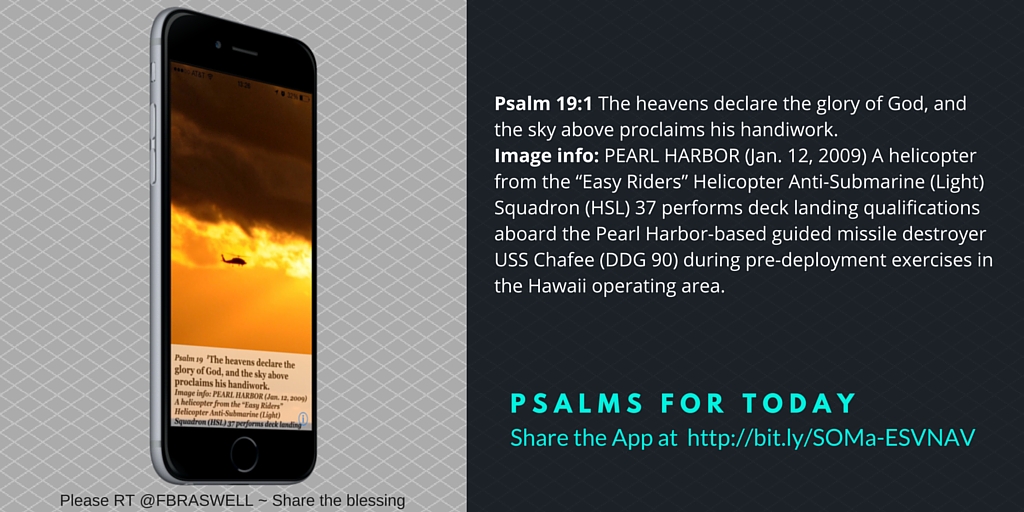 AT&T
Psalm 19 ¹The heavens declare the
glory of God, and the sky above
proclaims his handiwork.
Image info: PEARL HARBOR (Jan. 12, 2009)
A helicopter from the "Easy Riders"
Helicopter Anti-Submarine (Light)
Squadron (HSL) 37 performs deck landing
Please RT @FBRASWELL ~ Share the blessing
Psalm 19:1 The heavens declare the glory of God, and
the sky above proclaims his handiwork.
Image info: PEARL HARBOR (Jan. 12, 2009) A helicopter
from the “Easy Riders” Helicopter Anti-Submarine (Light)
Squadron (HSL) 37 performs deck landing qualifications
aboard the Pearl Harbor-based guided missile destroyer
USS Chafee (DDG 90) during pre-deployment exercises in
the Hawaii operating area.
PSALMS FOR TODAY
Share the App at http://bit.ly/SOMa-ESVNAV